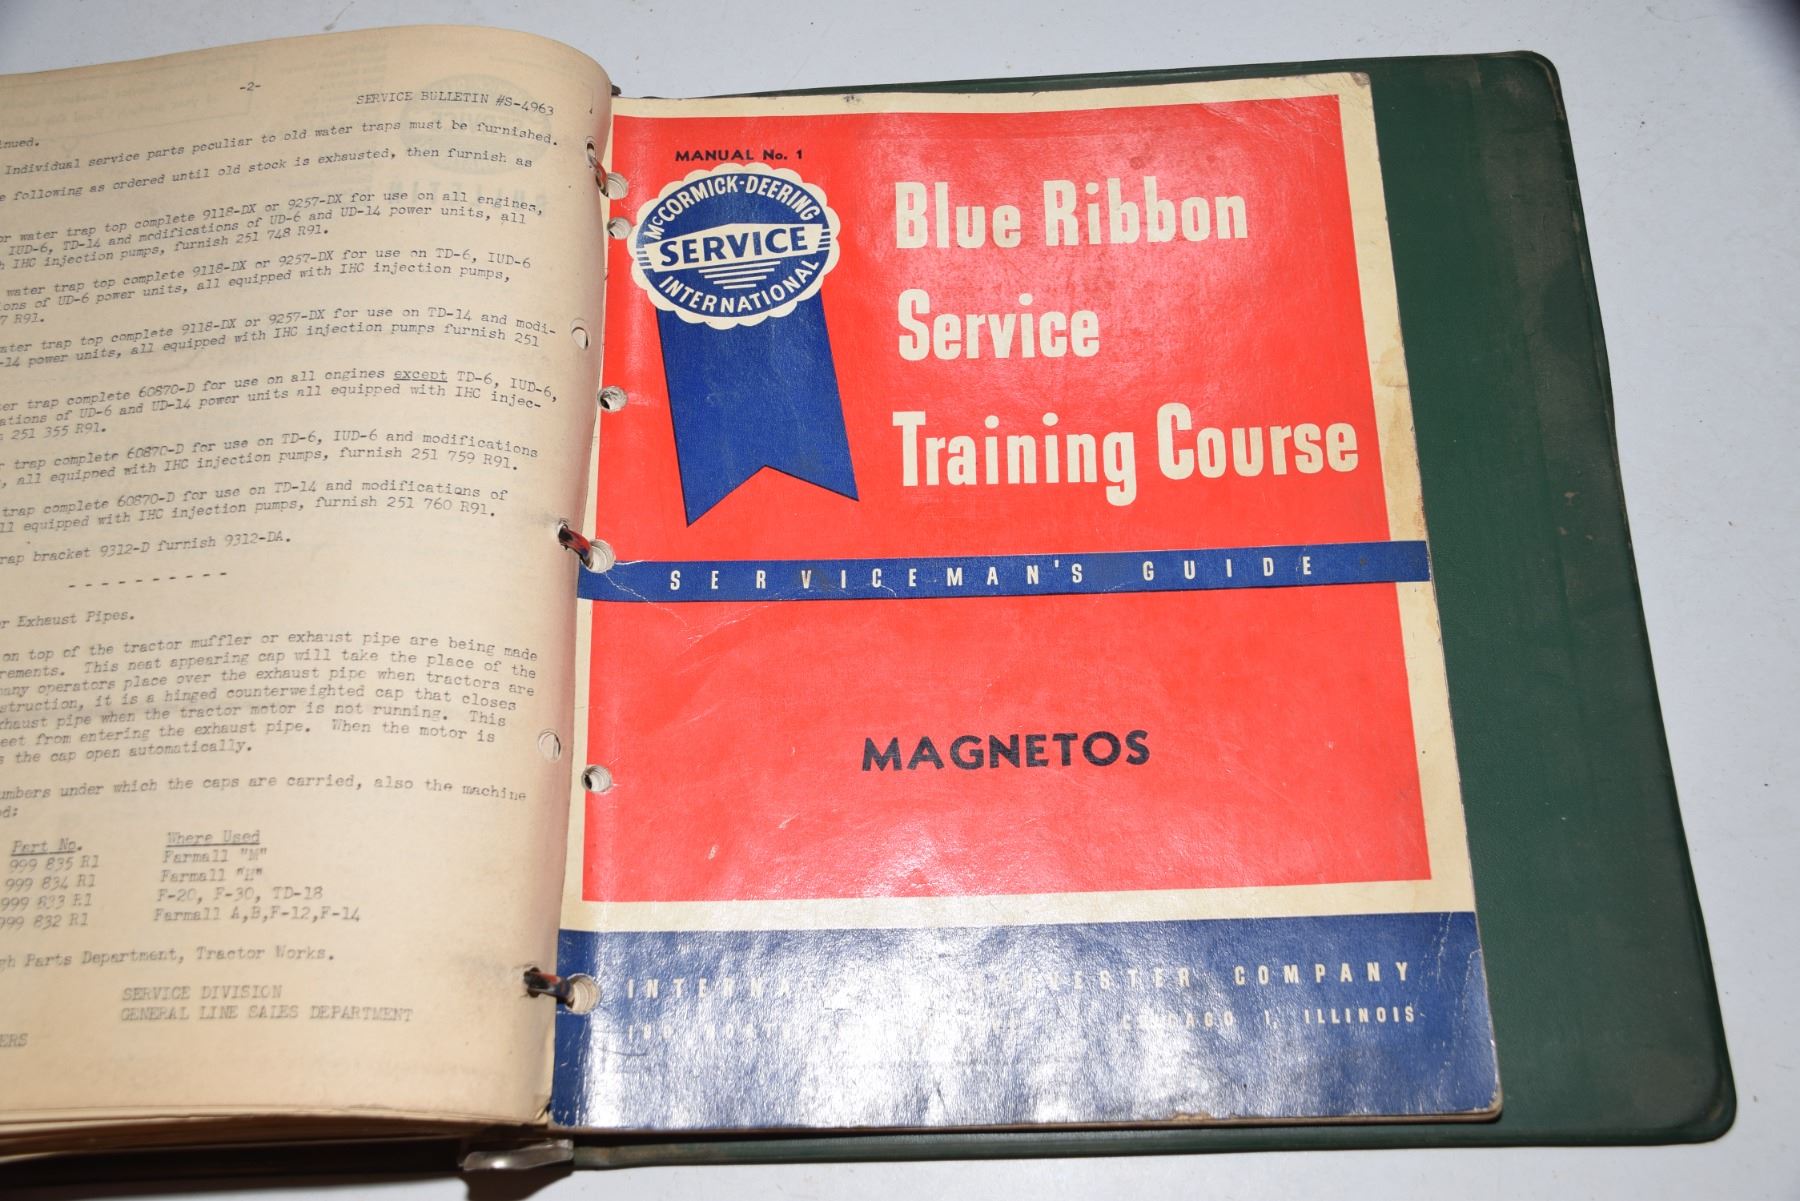 -2-
SERVICE BULLETIN #S-4963
Individual service parts peculiar to old water traps must be furnished.
following as ordered until old stock is exhausted, then furnish as
water trap top complete 9118-DX or 9257-DX for use on all engines,
IUD-6, TD-14 and modifications of UD-6 and UD-14 power units, all
IHC injection pumps, furnish 251 748 R91.
water trap top complete 9118-DX or 9257-DX for use on TD-6, IUD-6
of UD-6 power units, all equipped with IHC injection pumps,
7 R91.
trap top complete 9118-DX or 9257-DX for use on TD-14 and modi-
-14 power units, all equipped with IHC injection pumps furnish 251
trap complete 60870-D for use on all engines except TD-6, IUD-6,
of UD-6 and UD-14 power units all equipped with IHC injec-
251 355 R91.
trap complete 60870-D for use on TD-6, IUD-6 and modifications
, all equipped with IHC injection pumps, furnish 251 759 R91.
trap complete 60870-D for use on TD-14 and modifications of
equipped with IHC injection pumps, furnish 251 760 R91.
bracket 9312-D furnish 9312-DA.
- - - - - - - - - -
Exhaust Pipes.
on top of the tractor muffler or exhaust pipe are being made
This neat appearing cap will take the place of the
operators place over the exhaust pipe when tractors are
it is a hinged counterweighted cap that closes
exhaust pipe when the tractor motor is not running. This
from entering the exhaust pipe. When the motor is
the cap open automatically.
under which the caps are carried, also the machine
Part No. Where Used
999 835 R1 Farmall "M"
999 834 R1 Farmall "H"
999 833 R1 F-20, F-30, TD-18
999 832 R1 Farmall A,B,F-12,F-14
Parts Department, Tractor Works.
SERVICE DIVISION
GENERAL LINE SALES DEPARTMENT
MANUAL No. 1
McCORMICK-DEERING
SERVICE
INTERNATIONAL
Blue Ribbon
Service
Training Course
SERVICEMAN'S GUIDE
MAGNETOS
COMPANY
CHICAGO 1, ILLINOIS